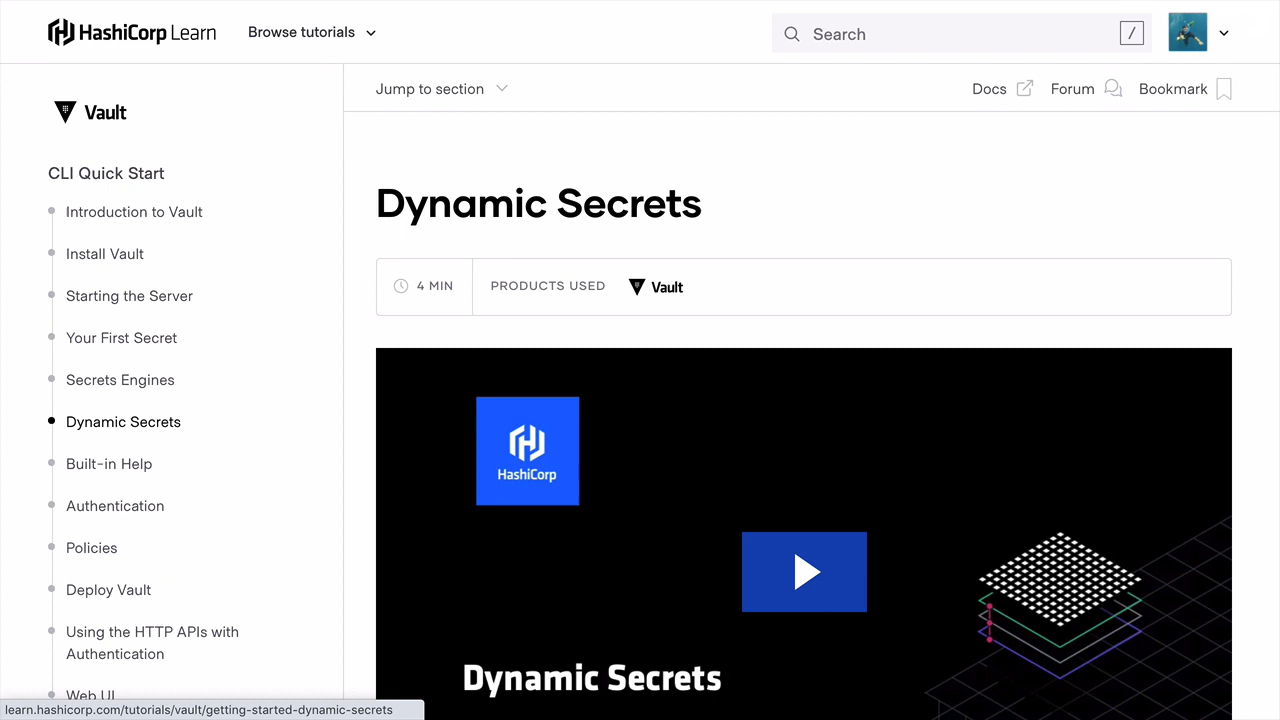 HashiCorp Learn
Browse tutorials
Search
/
Jump to section
Docs
Forum
Bookmark
Vault
CLI Quick Start
Introduction to Vault
Install Vault
Starting the Server
Your First Secret
Secrets Engines
Dynamic Secrets
Built-in Help
Authentication
Policies
Deploy Vault
Using the HTTP APIs with
Authentication
Web UI
learn.hashicorp.com/tutorials/vault/getting-started-dynamic-secrets
Dynamic Secrets
4 MIN
PRODUCTS USED
Vault
HashiCorp
Dynamic Secrets